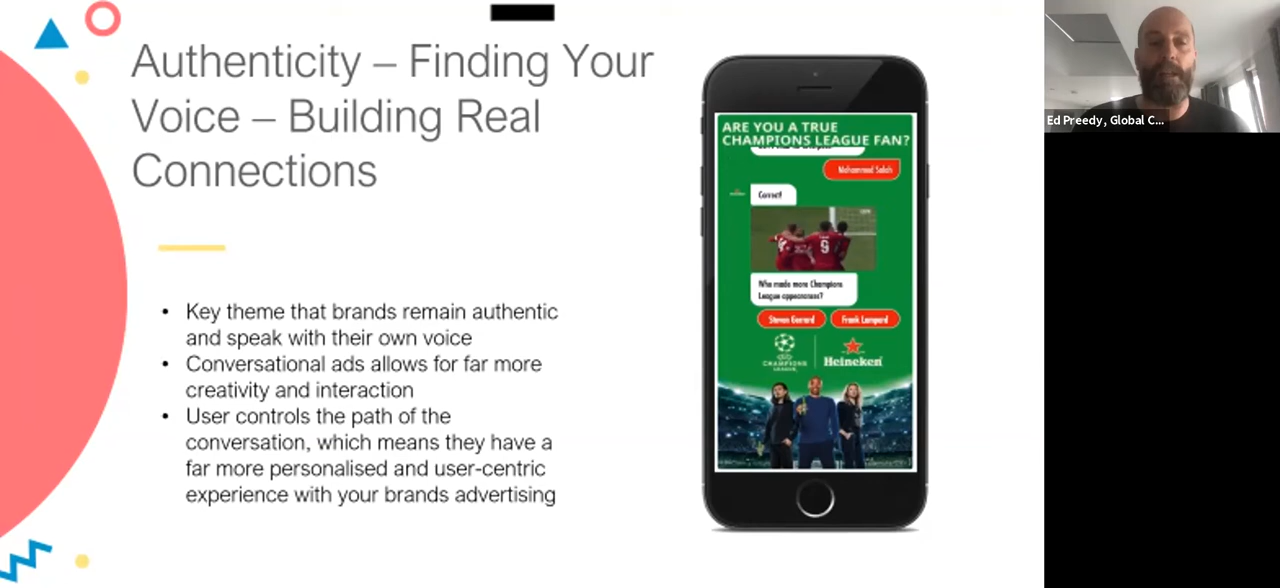 Authenticity – Finding Your
Voice – Building Real
Connections
• Key theme that brands remain authentic
and speak with their own voice
• Conversational ads allows for far more
creativity and interaction
• User controls the path of the
conversation, which means they have a
far more personalised and user-centric
experience with your brands advertising
ARE YOU A TRUE
CHAMPIONS LEAGUE FAN?
Mohammed Salah
Correct!
9
Who made more Champions
League appearances?
Steven Gerrard
Frank Lampard
CHAMPIONS
LEAGUE
Heineken
Ed Preedy, Global C...